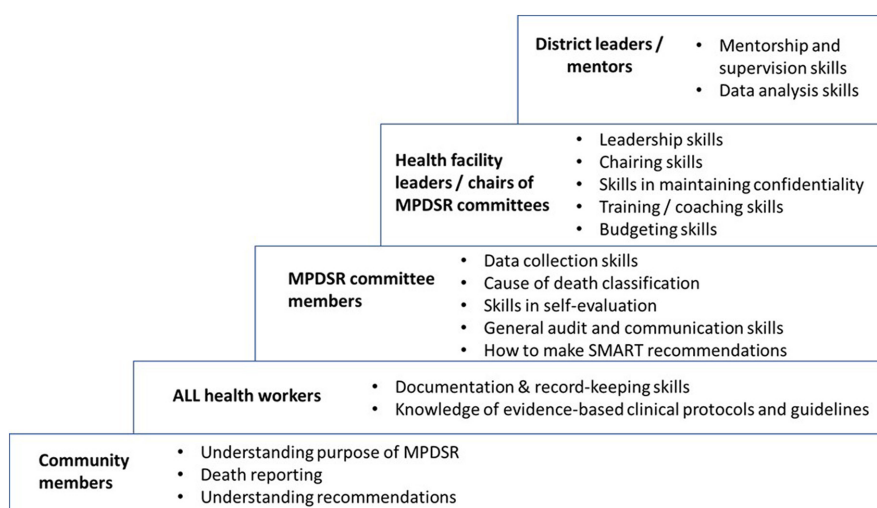 District leaders /
mentors
• Mentorship and
supervision skills
• Data analysis skills
Health facility
leaders / chairs of
MPDSR committees
• Leadership skills
• Chairing skills
• Skills in maintaining confidentiality
• Training / coaching skills
• Budgeting skills
MPDSR committee
members
• Data collection skills
• Cause of death classification
• Skills in self-evaluation
• General audit and communication skills
• How to make SMART recommendations
ALL health workers
• Documentation & record-keeping skills
• Knowledge of evidence-based clinical protocols and guidelines
Community
members
• Understanding purpose of MPDSR
• Death reporting
• Understanding recommendations